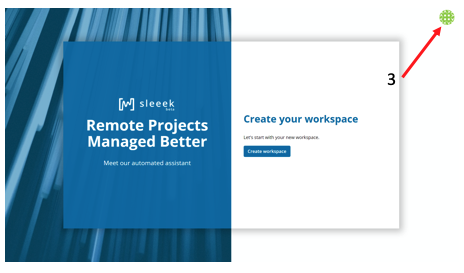 sleeek
Beta
Remote Projects
Managed Better
Meet our automated assistant
Create your workspace
Let's start with your new workspace.
Create workspace
3